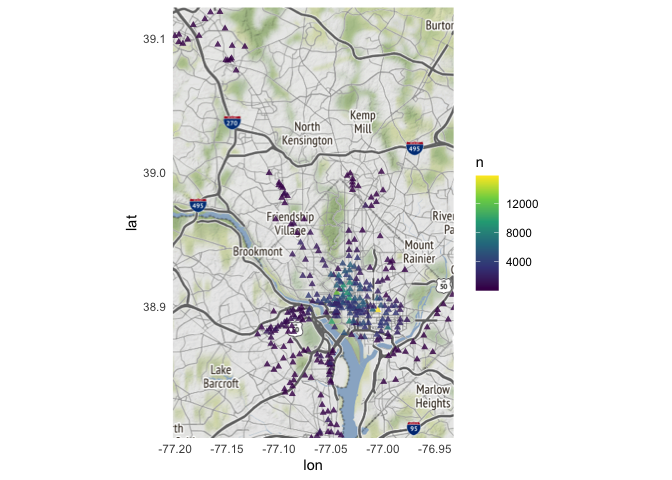 39.1
39.0
38.9
lat
-77.20
-77.15
-77.10
-77.05
-77.00
-76.95
lon
Burton
270
North
Kensington
Kemp
Mill
495
495
Friendship
Village
River
Pa
Brookmont
Mount
Rainier
50
Lake
Barcroft
Marlow
Heights
95
th
n
12000
8000
4000